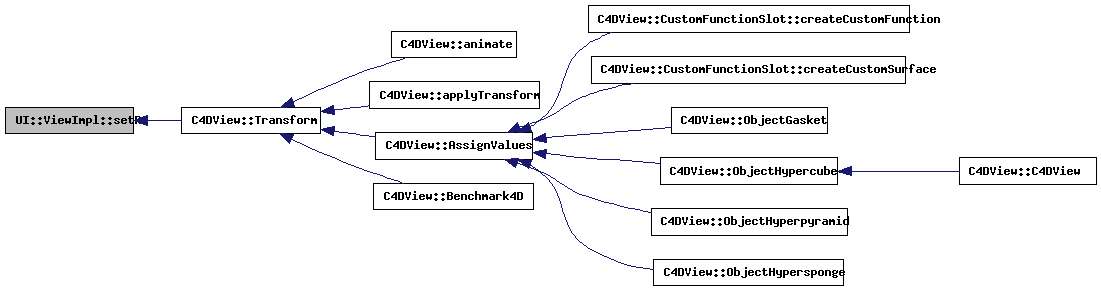 C4DView::CustomFunctionSlot::createCustomFunction
C4DView::animate
C4DView::CustomFunctionSlot::createCustomSurface
C4DView::applyTransform
UI::ViewImpl::setR
C4DView::Transform
C4DView::ObjectGasket
C4DView::AssignValues
C4DView::ObjectHypercube
C4DView::C4DView
C4DView::Benchmark4D
C4DView::ObjectHyperpyramid
C4DView::ObjectHypersponge